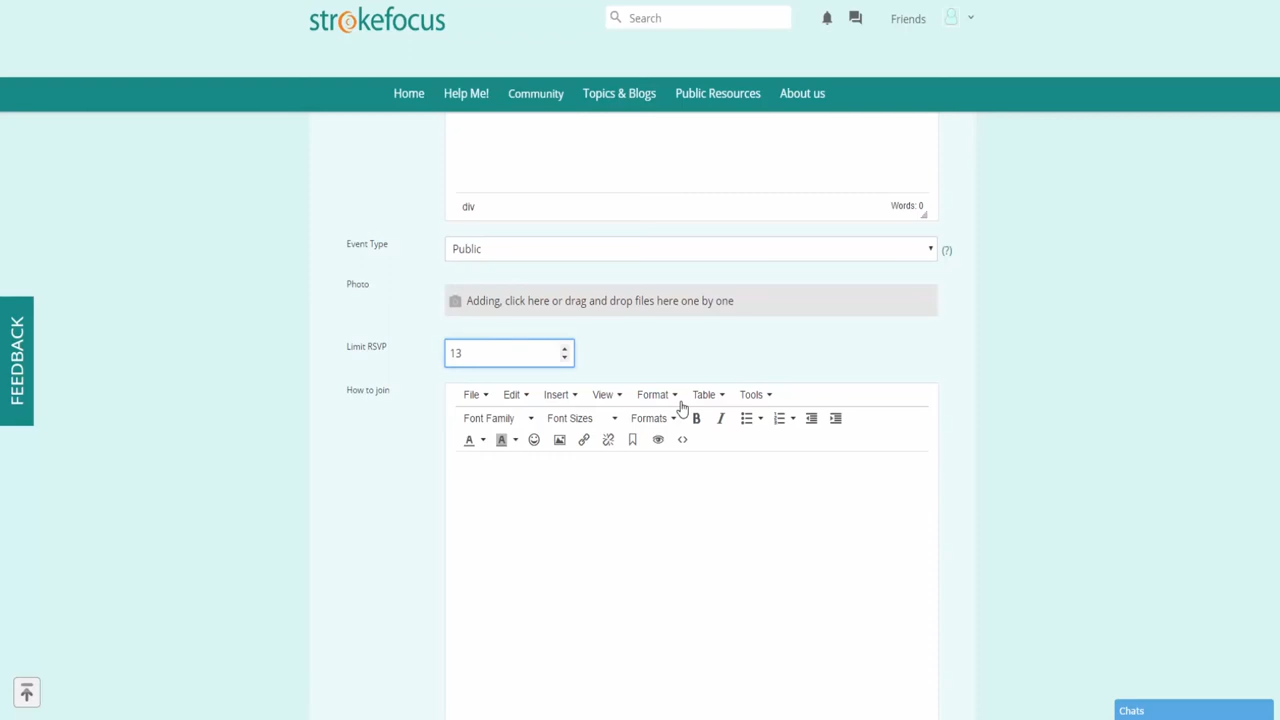 strokefocus
Search
Friends
Home Help Me! Community Topics & Blogs Public Resources About us
div
Words: 0
Event Type
Public
(?)
Photo
Adding, click here or drag and drop files here one by one
Limit RSVP
13
How to join
File Edit Insert View Format Table Tools
Font Family Font Sizes Formats B I
A A
FEEDBACK
Chats